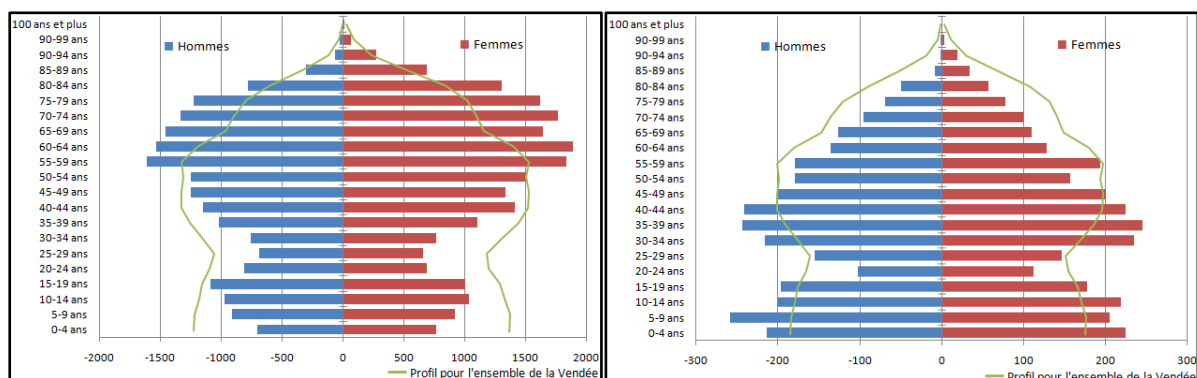 100 ans et plus
90-99 ans
90-94 ans
85-89 ans
80-84 ans
75-79 ans
70-74 ans
65-69 ans
60-64 ans
55-59 ans
50-54 ans
45-49 ans
40-44 ans
35-39 ans
30-34 ans
25-29 ans
20-24 ans
15-19 ans
10-14 ans
5-9 ans
0-4 ans
Hommes
Femmes
-2000 -1500 -1000 -500 0 500 1000 1500 2000
Profil pour l'ensemble de la Vendée
100 ans et plus
90-99 ans
90-94 ans
85-89 ans
80-84 ans
75-79 ans
70-74 ans
65-69 ans
60-64 ans
55-59 ans
50-54 ans
45-49 ans
40-44 ans
35-39 ans
30-34 ans
25-29 ans
20-24 ans
15-19 ans
10-14 ans
5-9 ans
0-4 ans
Hommes
Femmes
-300 -200 -100 0 100 200 300
Profil pour l'ensemble de la Vendée